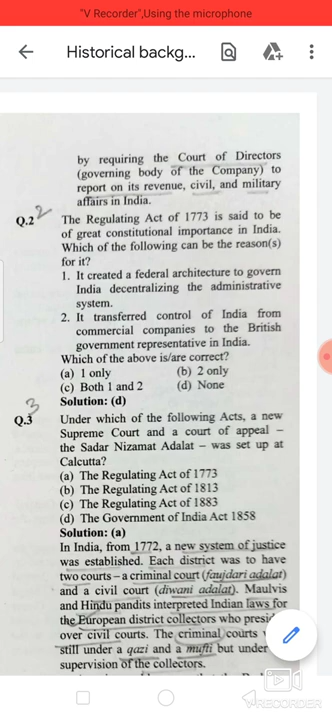 "V Recorder",Using the microphone
Historical backg...
by requiring the Court of Directors
(governing body of the Company) to
report on its revenue, civil, and military
affairs in India.
2
Q.2 The Regulating Act of 1773 is said to be
of great constitutional importance in India.
Which of the following can be the reason(s)
for it?
1. It created a federal architecture to govern
India decentralizing the administrative
system.
2. It transferred control of India from
commercial companies to the British
government representative in India.
Which of the above is/are correct?
(a) 1 only (b) 2 only
(c) Both 1 and 2 (d) None
Solution: (d)
3
Q.3 Under which of the following Acts, a new
Supreme Court and a court of appeal –
the Sadar Nizamat Adalat – was set up at
Calcutta?
(a) The Regulating Act of 1773
(b) The Regulating Act of 1813
(c) The Regulating Act of 1883
(d) The Government of India Act 1858
Solution: (a)
In India, from 1772, a new system of justice
was established. Each district was to have
two courts – a criminal court (faujdari adalat)
and a civil court (diwani adalat). Maulvis
and Hindu pandits interpreted Indian laws for
the European district collectors who
over civil courts. The criminal courts
still under a qazi and a mufti but under
supervision of the collectors.
RECORDER